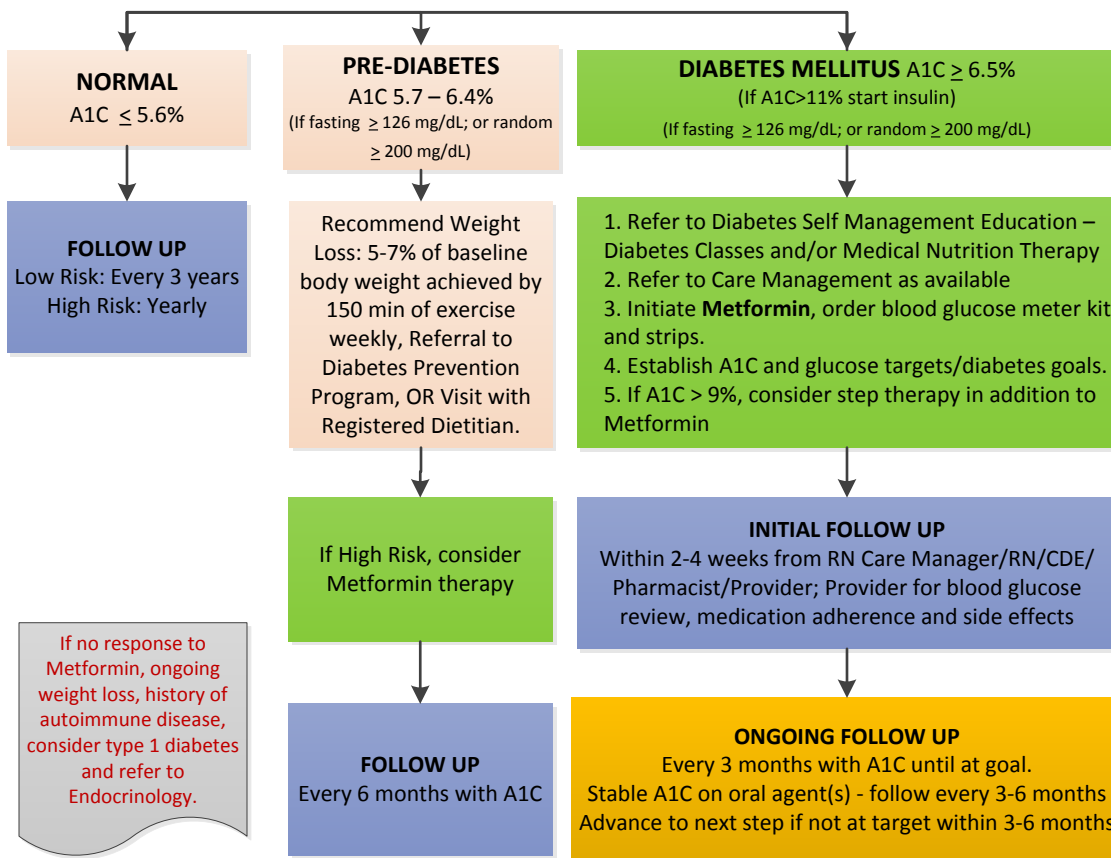 NORMAL
A1C ≤ 5.6%
PRE-DIABETES
A1C 5.7 – 6.4%
(If fasting ≥ 126 mg/dL; or random
≥ 200 mg/dL)
DIABETES MELLITUS A1C ≥ 6.5%
(If A1C>11% start insulin)
(If fasting ≥ 126 mg/dL; or random ≥ 200 mg/dL)
FOLLOW UP
Low Risk: Every 3 years
High Risk: Yearly
Recommend Weight
Loss: 5-7% of baseline
body weight achieved by
150 min of exercise
weekly, Referral to
Diabetes Prevention
Program, OR Visit with
Registered Dietitian.
1. Refer to Diabetes Self Management Education –
Diabetes Classes and/or Medical Nutrition Therapy
2. Refer to Care Management as available
3. Initiate Metformin, order blood glucose meter kit
and strips.
4. Establish A1C and glucose targets/diabetes goals.
5. If A1C > 9%, consider step therapy in addition to
Metformin
If High Risk, consider
Metformin therapy
INITIAL FOLLOW UP
Within 2-4 weeks from RN Care Manager/RN/CDE/
Pharmacist/Provider; Provider for blood glucose
review, medication adherence and side effects
If no response to
Metformin, ongoing
weight loss, history of
autoimmune disease,
consider type 1 diabetes
and refer to
Endocrinology.
FOLLOW UP
Every 6 months with A1C
ONGOING FOLLOW UP
Every 3 months with A1C until at goal.
Stable A1C on oral agent(s) - follow every 3-6 months
Advance to next step if not at target within 3-6 months